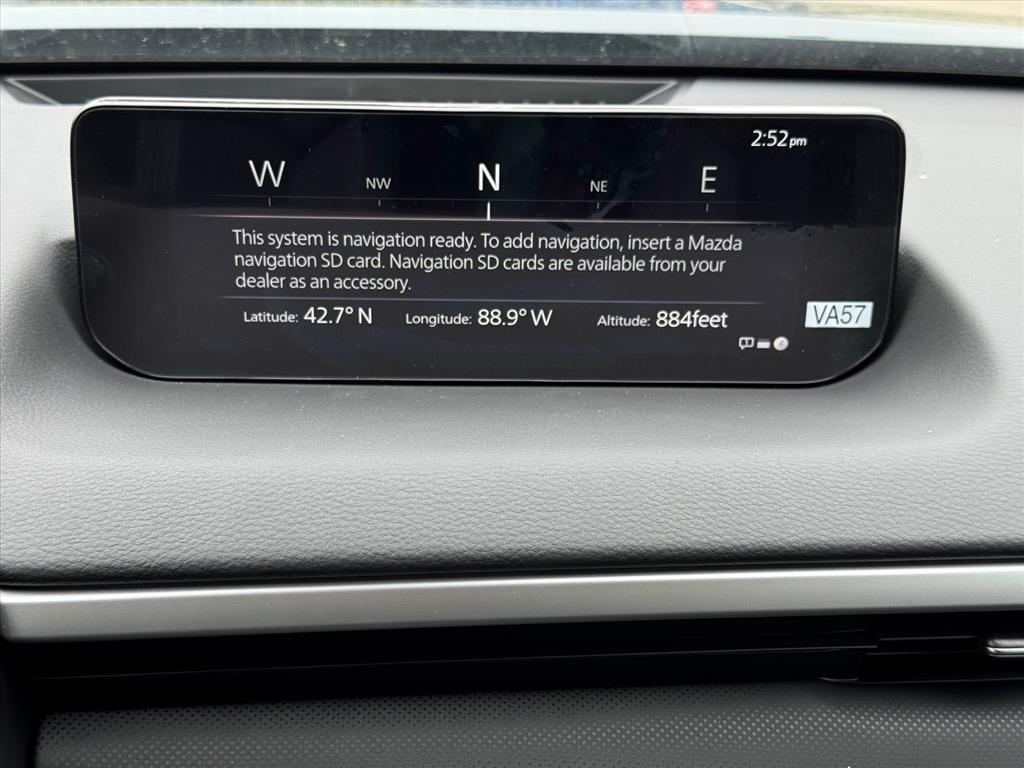 2:52pm
W NW N NE E
This system is navigation ready. To add navigation, insert a Mazda
navigation SD card. Navigation SD cards are available from your
dealer as an accessory.
Latitude: 42.7° N Longitude: 88.9° W Altitude: 884feet
VA57